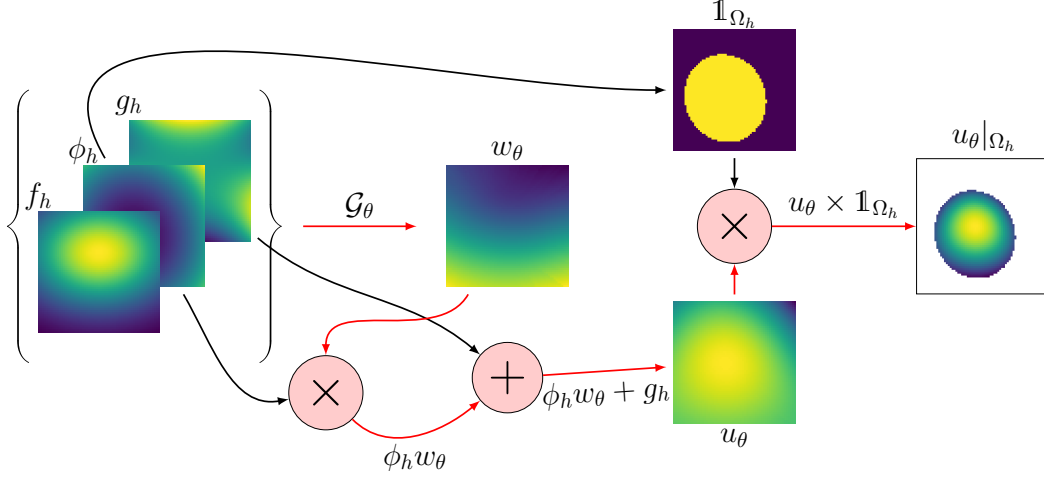 𝟙_{Ω_h}
g_h
ϕ_h
f_h
𝒢_θ
w_θ
u_θ|_{Ω_h}
×
u_θ × 𝟙_{Ω_h}
×
+
ϕ_h w_θ + g_h
ϕ_h w_θ
u_θ